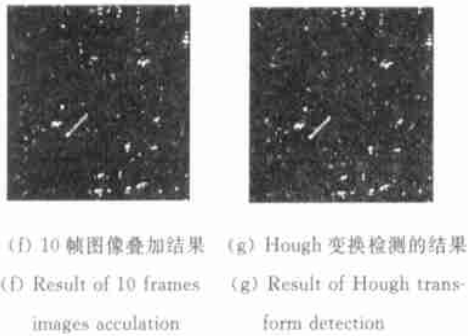 (f) 10 帧图像叠加结果 (g) Hough 变换检测的结果
(f) Result of 10 frames (g) Result of Hough trans-
images acculation form detection